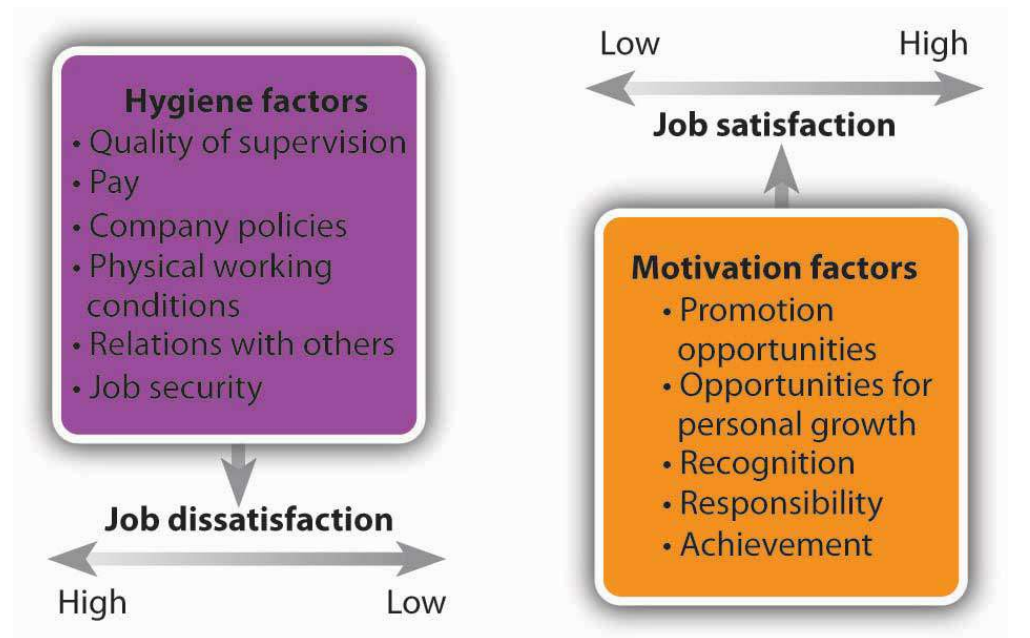 Hygiene factors
• Quality of supervision
• Pay
• Company policies
• Physical working
conditions
• Relations with others
• Job security
Job dissatisfaction
High Low
Low High
Job satisfaction
Motivation factors
• Promotion
opportunities
• Opportunities for
personal growth
• Recognition
• Responsibility
• Achievement